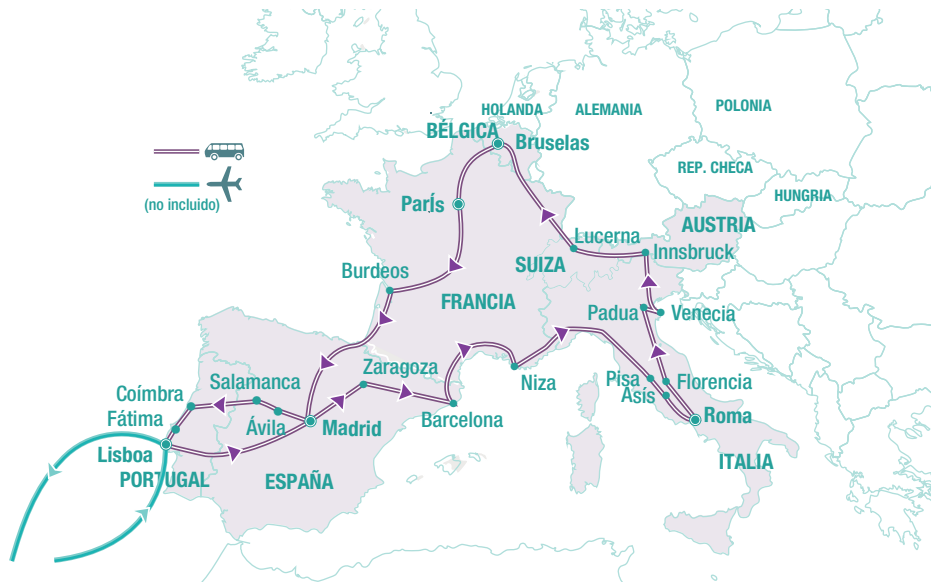 HOLANDA
ALEMANIA
POLONIA
BÉLGICA
Bruselas
(no incluido)
REP. CHECA
HUNGRIA
París
AUSTRIA
Lucerna
Innsbruck
SUIZA
Burdeos
FRANCIA
Padua
Venecia
Zaragoza
Niza
Pisa
Florencia
Asís
Coímbra
Salamanca
Fátima
Ávila
Madrid
Barcelona
Roma
Lisboa
PORTUGAL
ESPAÑA
ITALIA